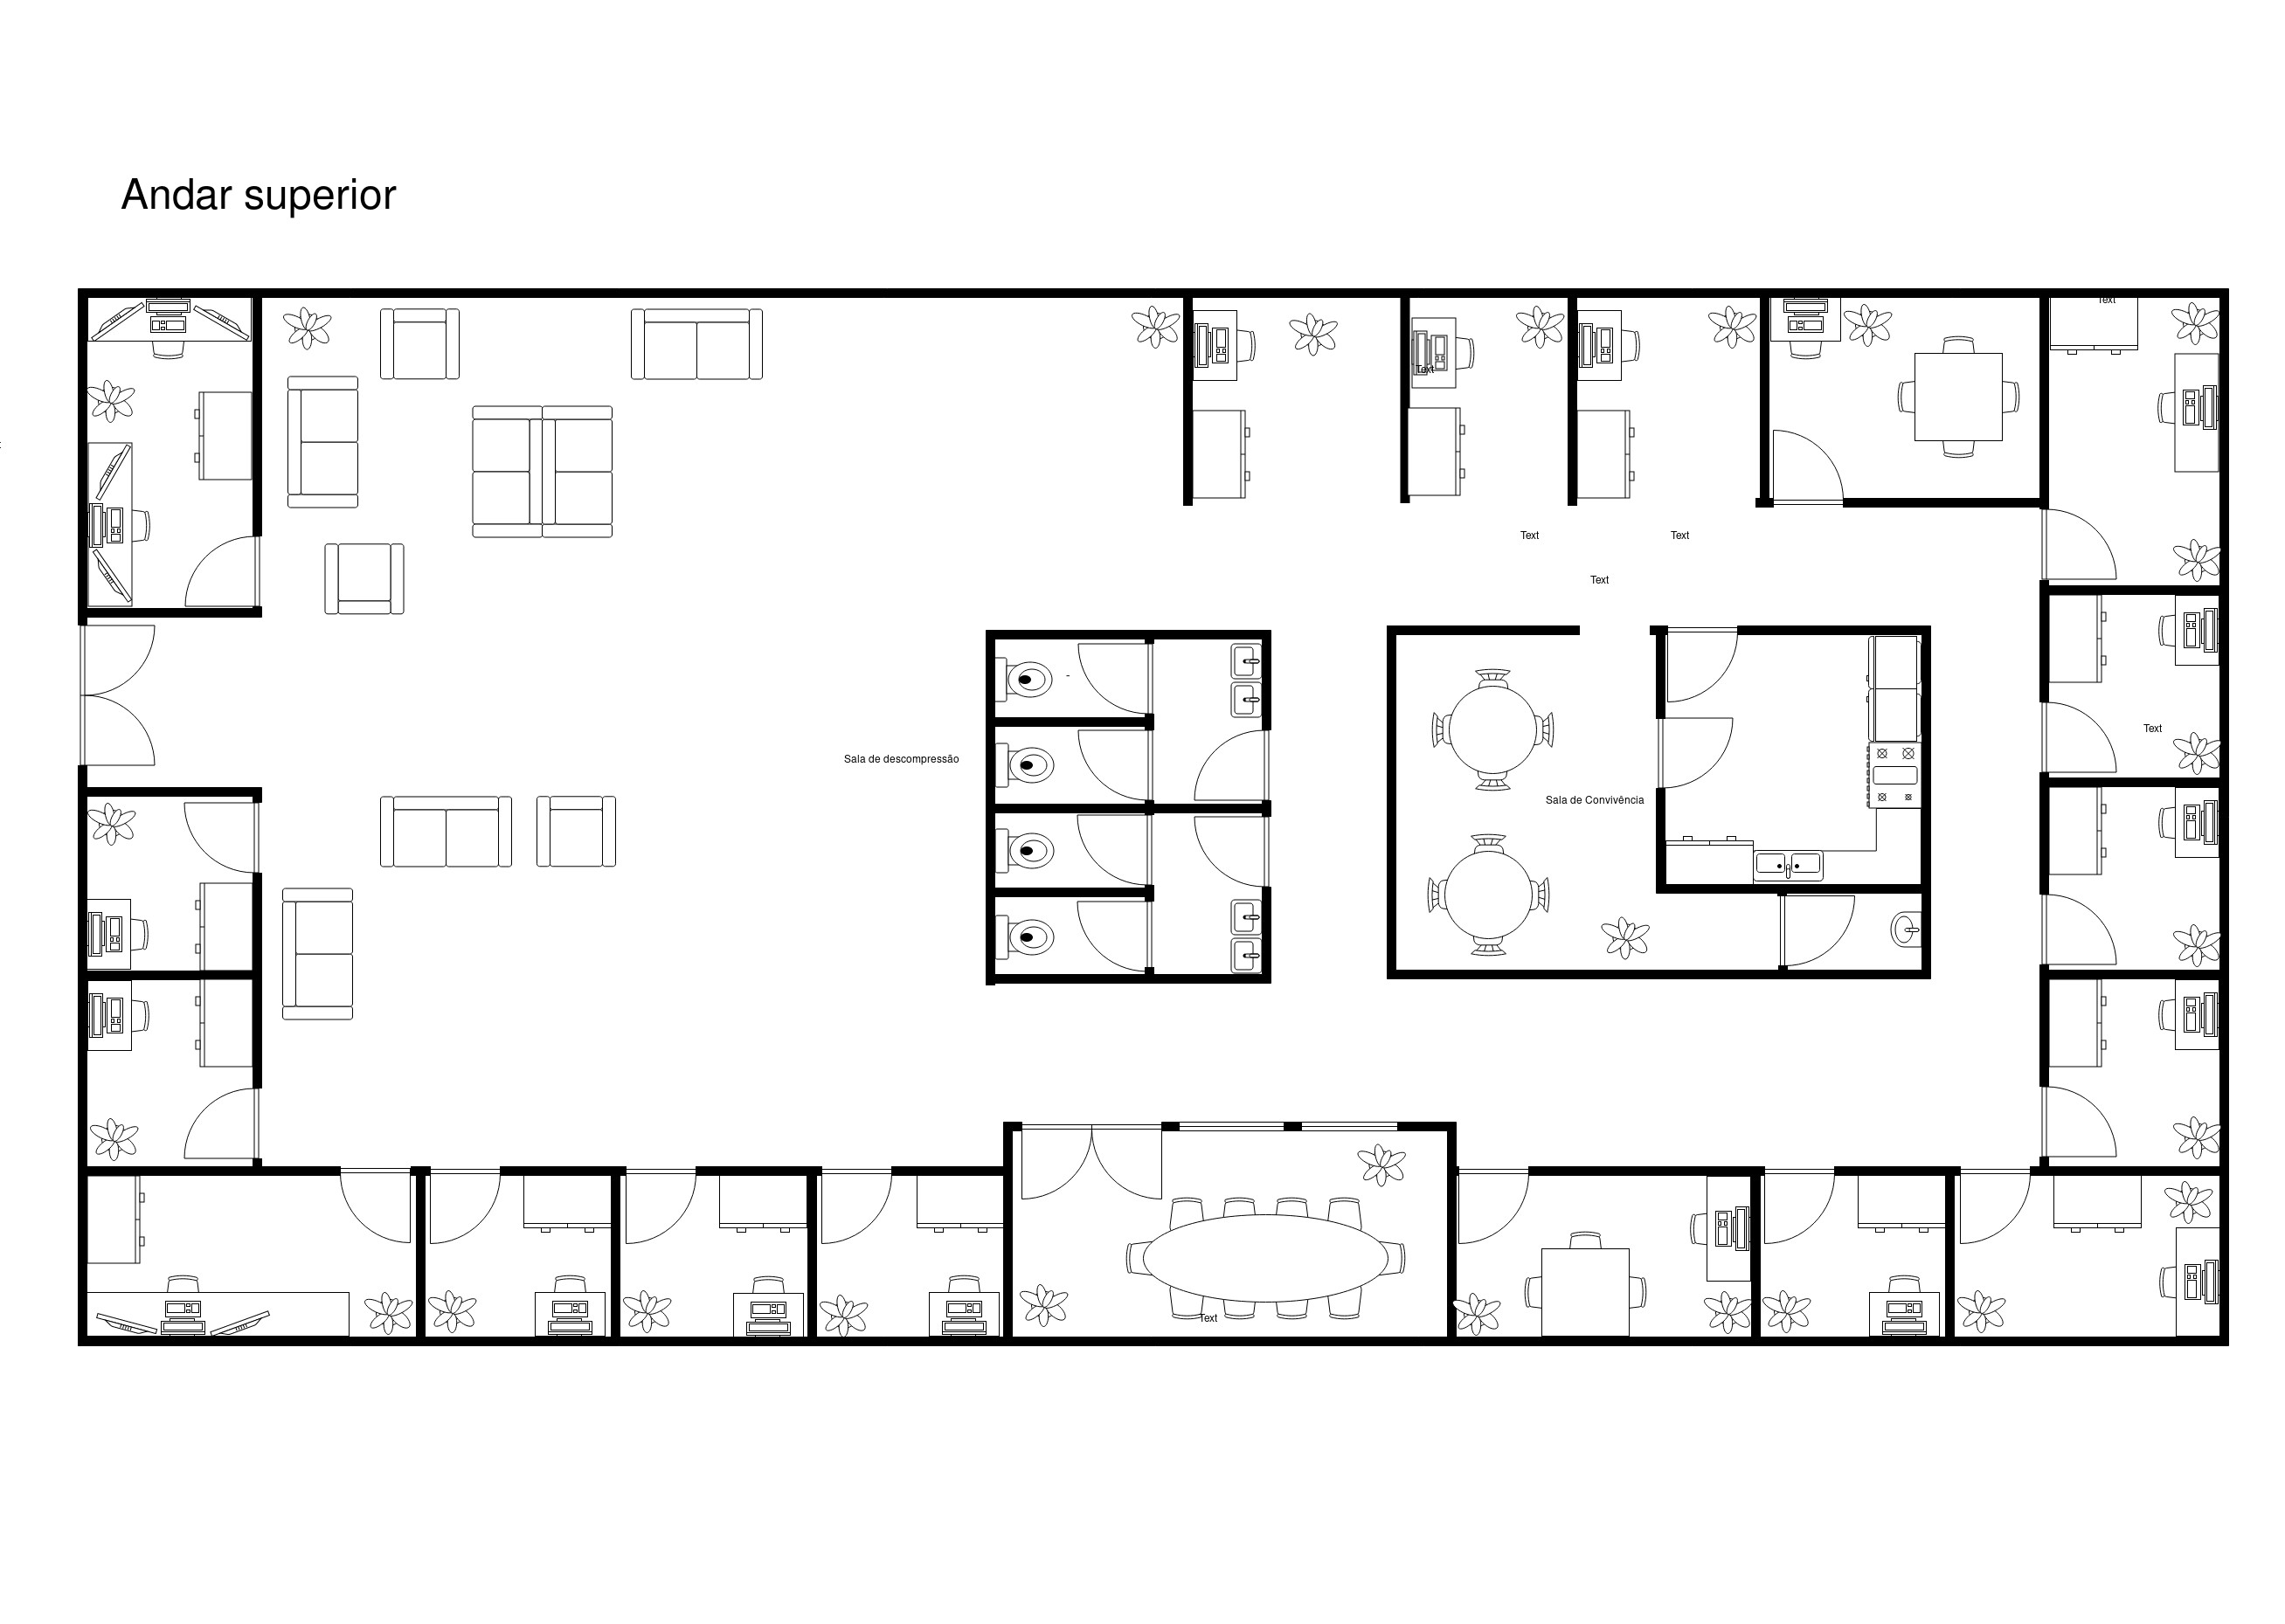 Andar superior
Text
Text
Text
Text
Text
Text
Sala de descompressão
-
Sala de Convivência
Text